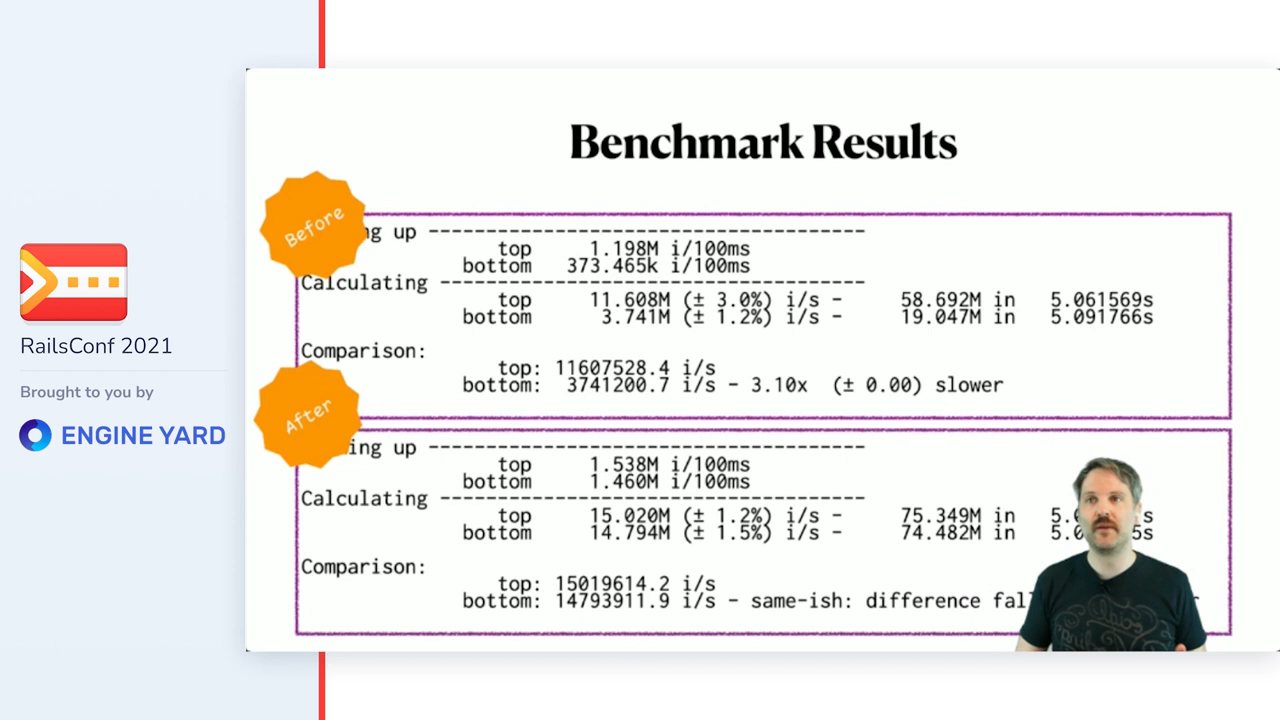 Benchmark Results
Before
up -------------------------------------
top 1.198M i/100ms
bottom 373.465k i/100ms
Calculating -------------------------------------
top 11.608M (± 3.0%) i/s - 58.692M in 5.061569s
bottom 3.741M (± 1.2%) i/s - 19.047M in 5.091766s
Comparison:
top: 11607528.4 i/s
bottom: 3741200.7 i/s - 3.10x (± 0.00) slower
After
up -------------------------------------
top 1.538M i/100ms
bottom 1.460M i/100ms
Calculating -------------------------------------
top 15.020M (± 1.2%) i/s - 75.349M in
bottom 14.794M (± 1.5%) i/s - 74.482M in
Comparison:
top: 15019614.2 i/s
bottom: 14793911.9 i/s - same-ish: difference
RailsConf 2021
Brought to you by
ENGINE YARD